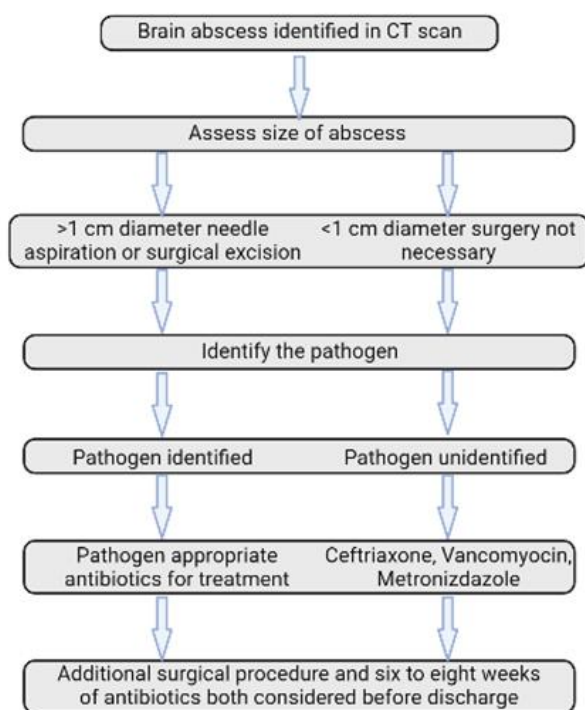 Brain abscess identified in CT scan
Assess size of abscess
>1 cm diameter needle
aspiration or surgical excision
<1 cm diameter surgery not
necessary
Identify the pathogen
Pathogen identified
Pathogen unidentified
Pathogen appropriate
antibiotics for treatment
Ceftriaxone, Vancomyocin,
Metronizdazole
Additional surgical procedure and six to eight weeks
of antibiotics both considered before discharge